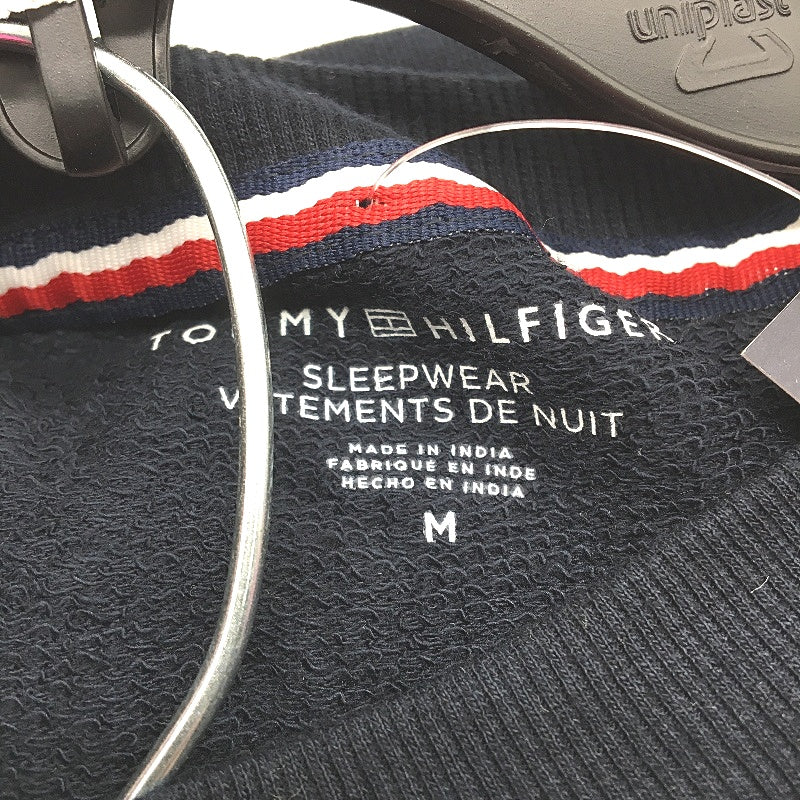 uniplast
TOMMY HILFIGER
SLEEPWEAR
VÊTEMENTS DE NUIT
MADE IN INDIA
FABRIQUÉ EN INDE
HECHO EN INDIA
M